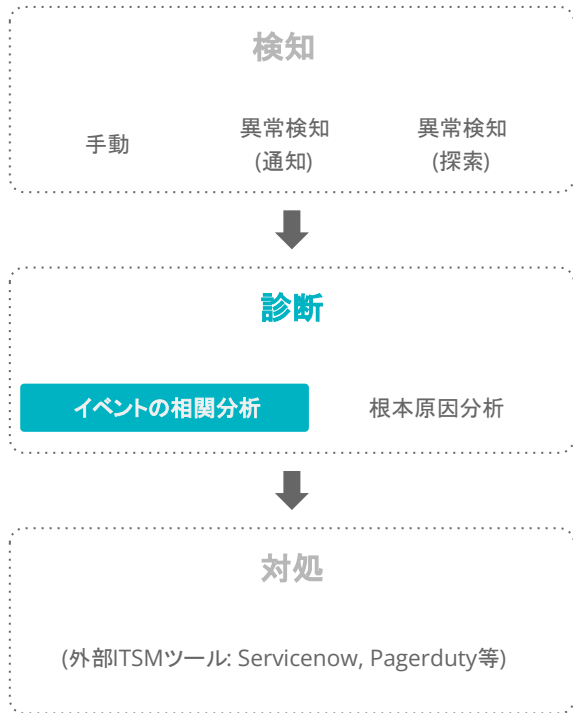 検知
手動
異常検知
(通知)
異常検知
(探索)
診断
イベントの相関分析
根本原因分析
対処
(外部ITSMツール: Servicenow, Pagerduty等)